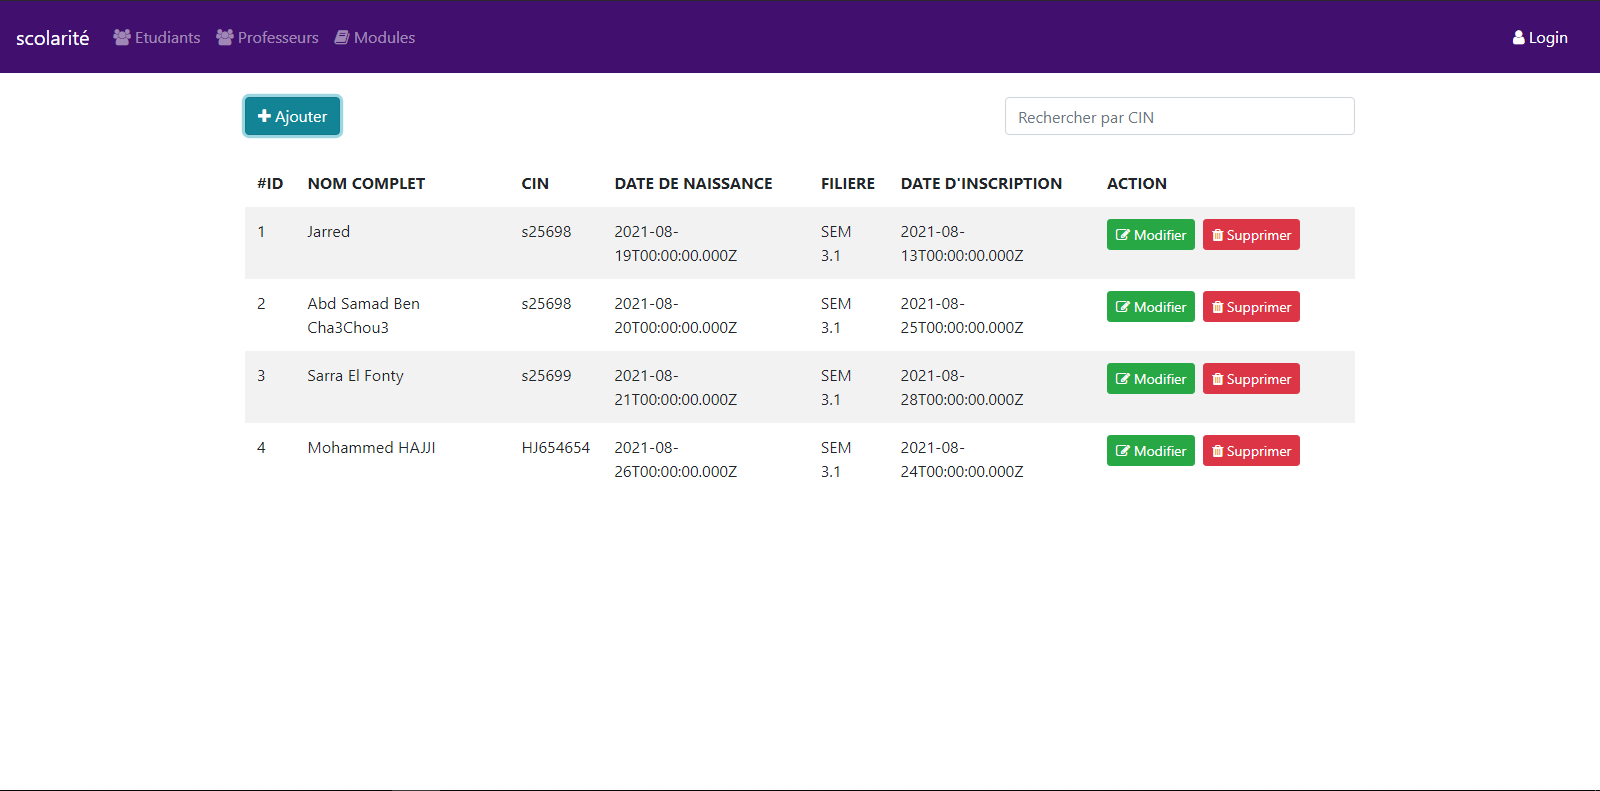 scolarité Etudiants Professeurs Modules Login
Ajouter Rechercher par CIN
#ID NOM COMPLET CIN DATE DE NAISSANCE FILIERE DATE D'INSCRIPTION ACTION
1 Jarred s25698 2021-08- SEM 2021-08- Modifier Supprimer
19T00:00:00.000Z 3.1 13T00:00:00.000Z
2 Abd Samad Ben s25698 2021-08- SEM 2021-08- Modifier Supprimer
Cha3Chou3 20T00:00:00.000Z 3.1 25T00:00:00.000Z
3 Sarra El Fonty s25699 2021-08- SEM 2021-08- Modifier Supprimer
21T00:00:00.000Z 3.1 28T00:00:00.000Z
4 Mohammed HAJJI HJ654654 2021-08- SEM 2021-08- Modifier Supprimer
26T00:00:00.000Z 3.1 24T00:00:00.000Z